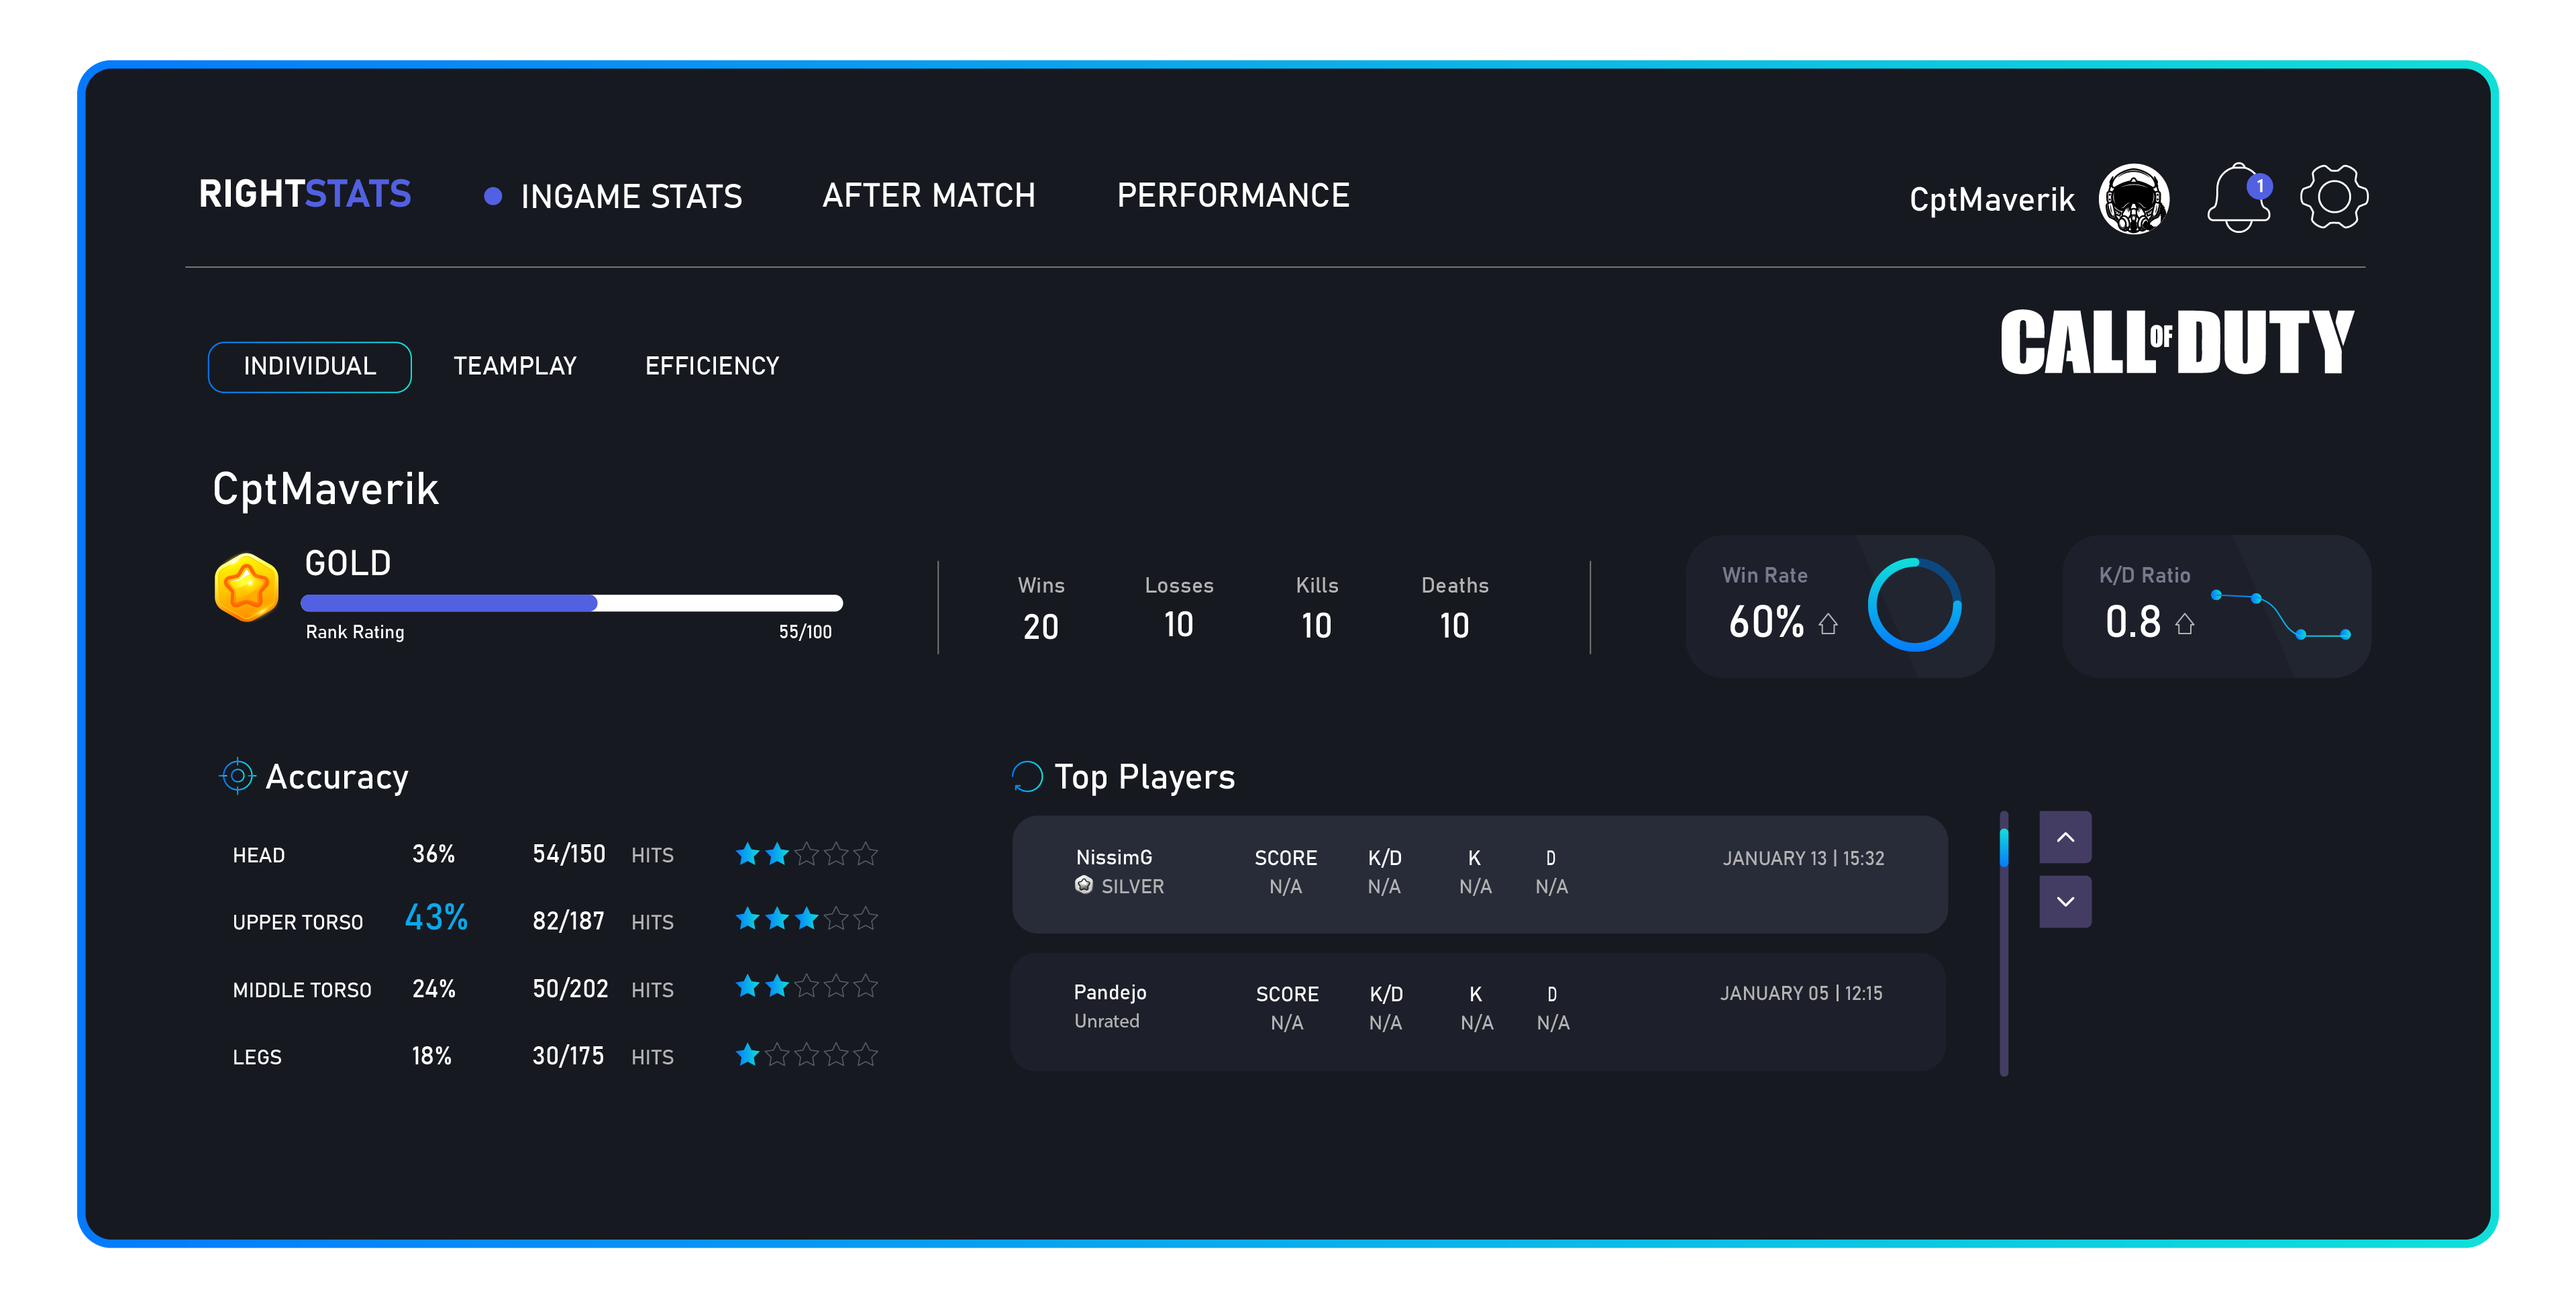 RIGHTSTATS INGAME STATS AFTER MATCH PERFORMANCE CptMaverik 1
CALL OF DUTY
INDIVIDUAL TEAMPLAY EFFICIENCY
CptMaverik
GOLD
Rank Rating 55/100
Wins Losses Kills Deaths
20 10 10 10
Win Rate
60%
K/D Ratio
0.8
Accuracy
HEAD 36% 54/150 HITS
UPPER TORSO 43% 82/187 HITS
MIDDLE TORSO 24% 50/202 HITS
LEGS 18% 30/175 HITS
Top Players
NissimG SCORE K/D K D JANUARY 13 | 15:32
SILVER N/A N/A N/A N/A
Pandejo SCORE K/D K D JANUARY 05 | 12:15
Unrated N/A N/A N/A N/A